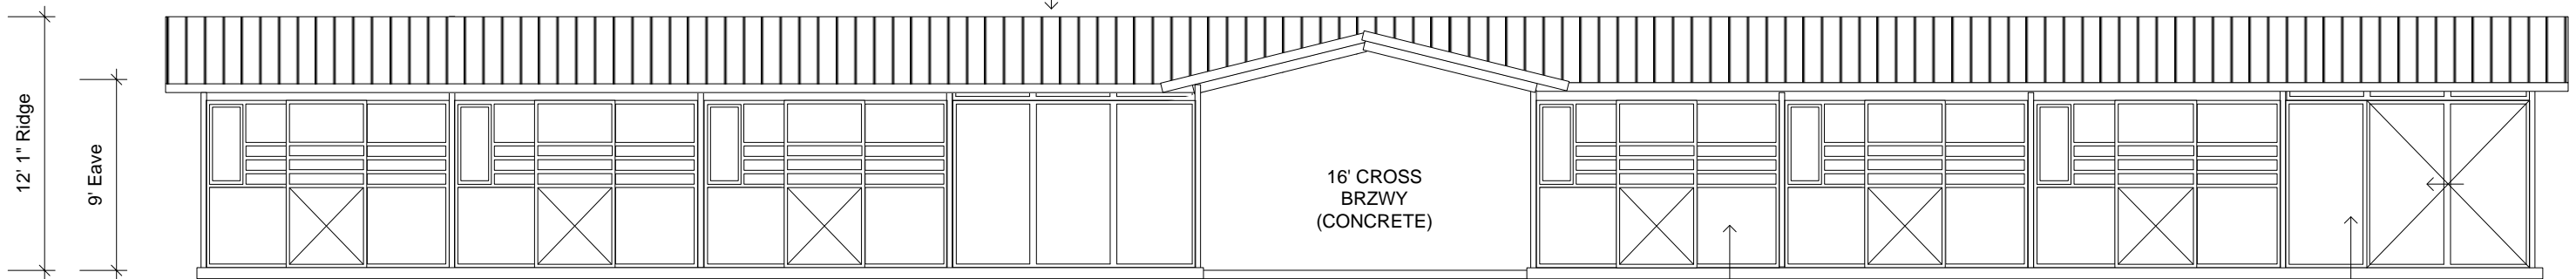 12' 1" Ridge
9' Eave
16' CROSS
BRZWY
(CONCRETE)